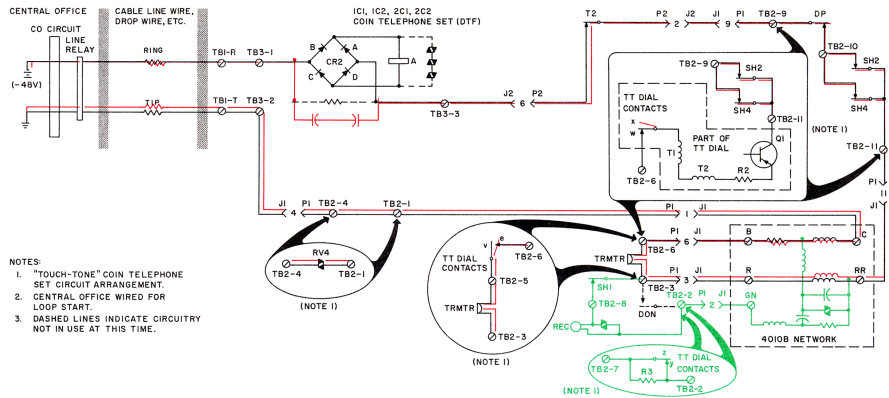 CENTRAL OFFICE
CABLE LINE WIRE,
DROP WIRE, ETC.
1C1, 1C2, 2C1, 2C2
COIN TELEPHONE SET (DTF)
CO CIRCUIT
LINE
RELAY
RING
TB1-R
TB3-1
B
A
C
D
CR2
A
(-48V)
TIP
TB1-T
TB3-2
TB3-3
J2
P2
6
T2
P2
J2
2
J1
P1
9
TB2-9
DP
TB2-10
SH2
SH4
TB2-9
SH2
SH4
TB2-11
TT DIAL
CONTACTS
x
w
TB2-6
T1
PART OF
TT DIAL
Q1
T2
R2
(NOTE 1)
TB2-11
P1
11
J1
J1
P1
4
TB2-4
TB2-1
P1
J1
1
RV4
TB2-4
TB2-1
(NOTE 1)
TT DIAL
CONTACTS
v
e
TB2-6
TB2-5
TRMTR
TB2-3
(NOTE 1)
TB2-6
P1
J1
6
B
C
TRMTR
TB2-3
P1
J1
3
R
RR
SH1
TB2-8
DON
TB2-2
P1
J1
2
GN
REC
4010B NETWORK
TB2-7
z
y
TT DIAL
CONTACTS
R3
TB2-2
(NOTE 1)
NOTES:
1. "TOUCH-TONE" COIN TELEPHONE
SET CIRCUIT ARRANGEMENT.
2. CENTRAL OFFICE WIRED FOR
LOOP START.
3. DASHED LINES INDICATE CIRCUITRY
NOT IN USE AT THIS TIME.